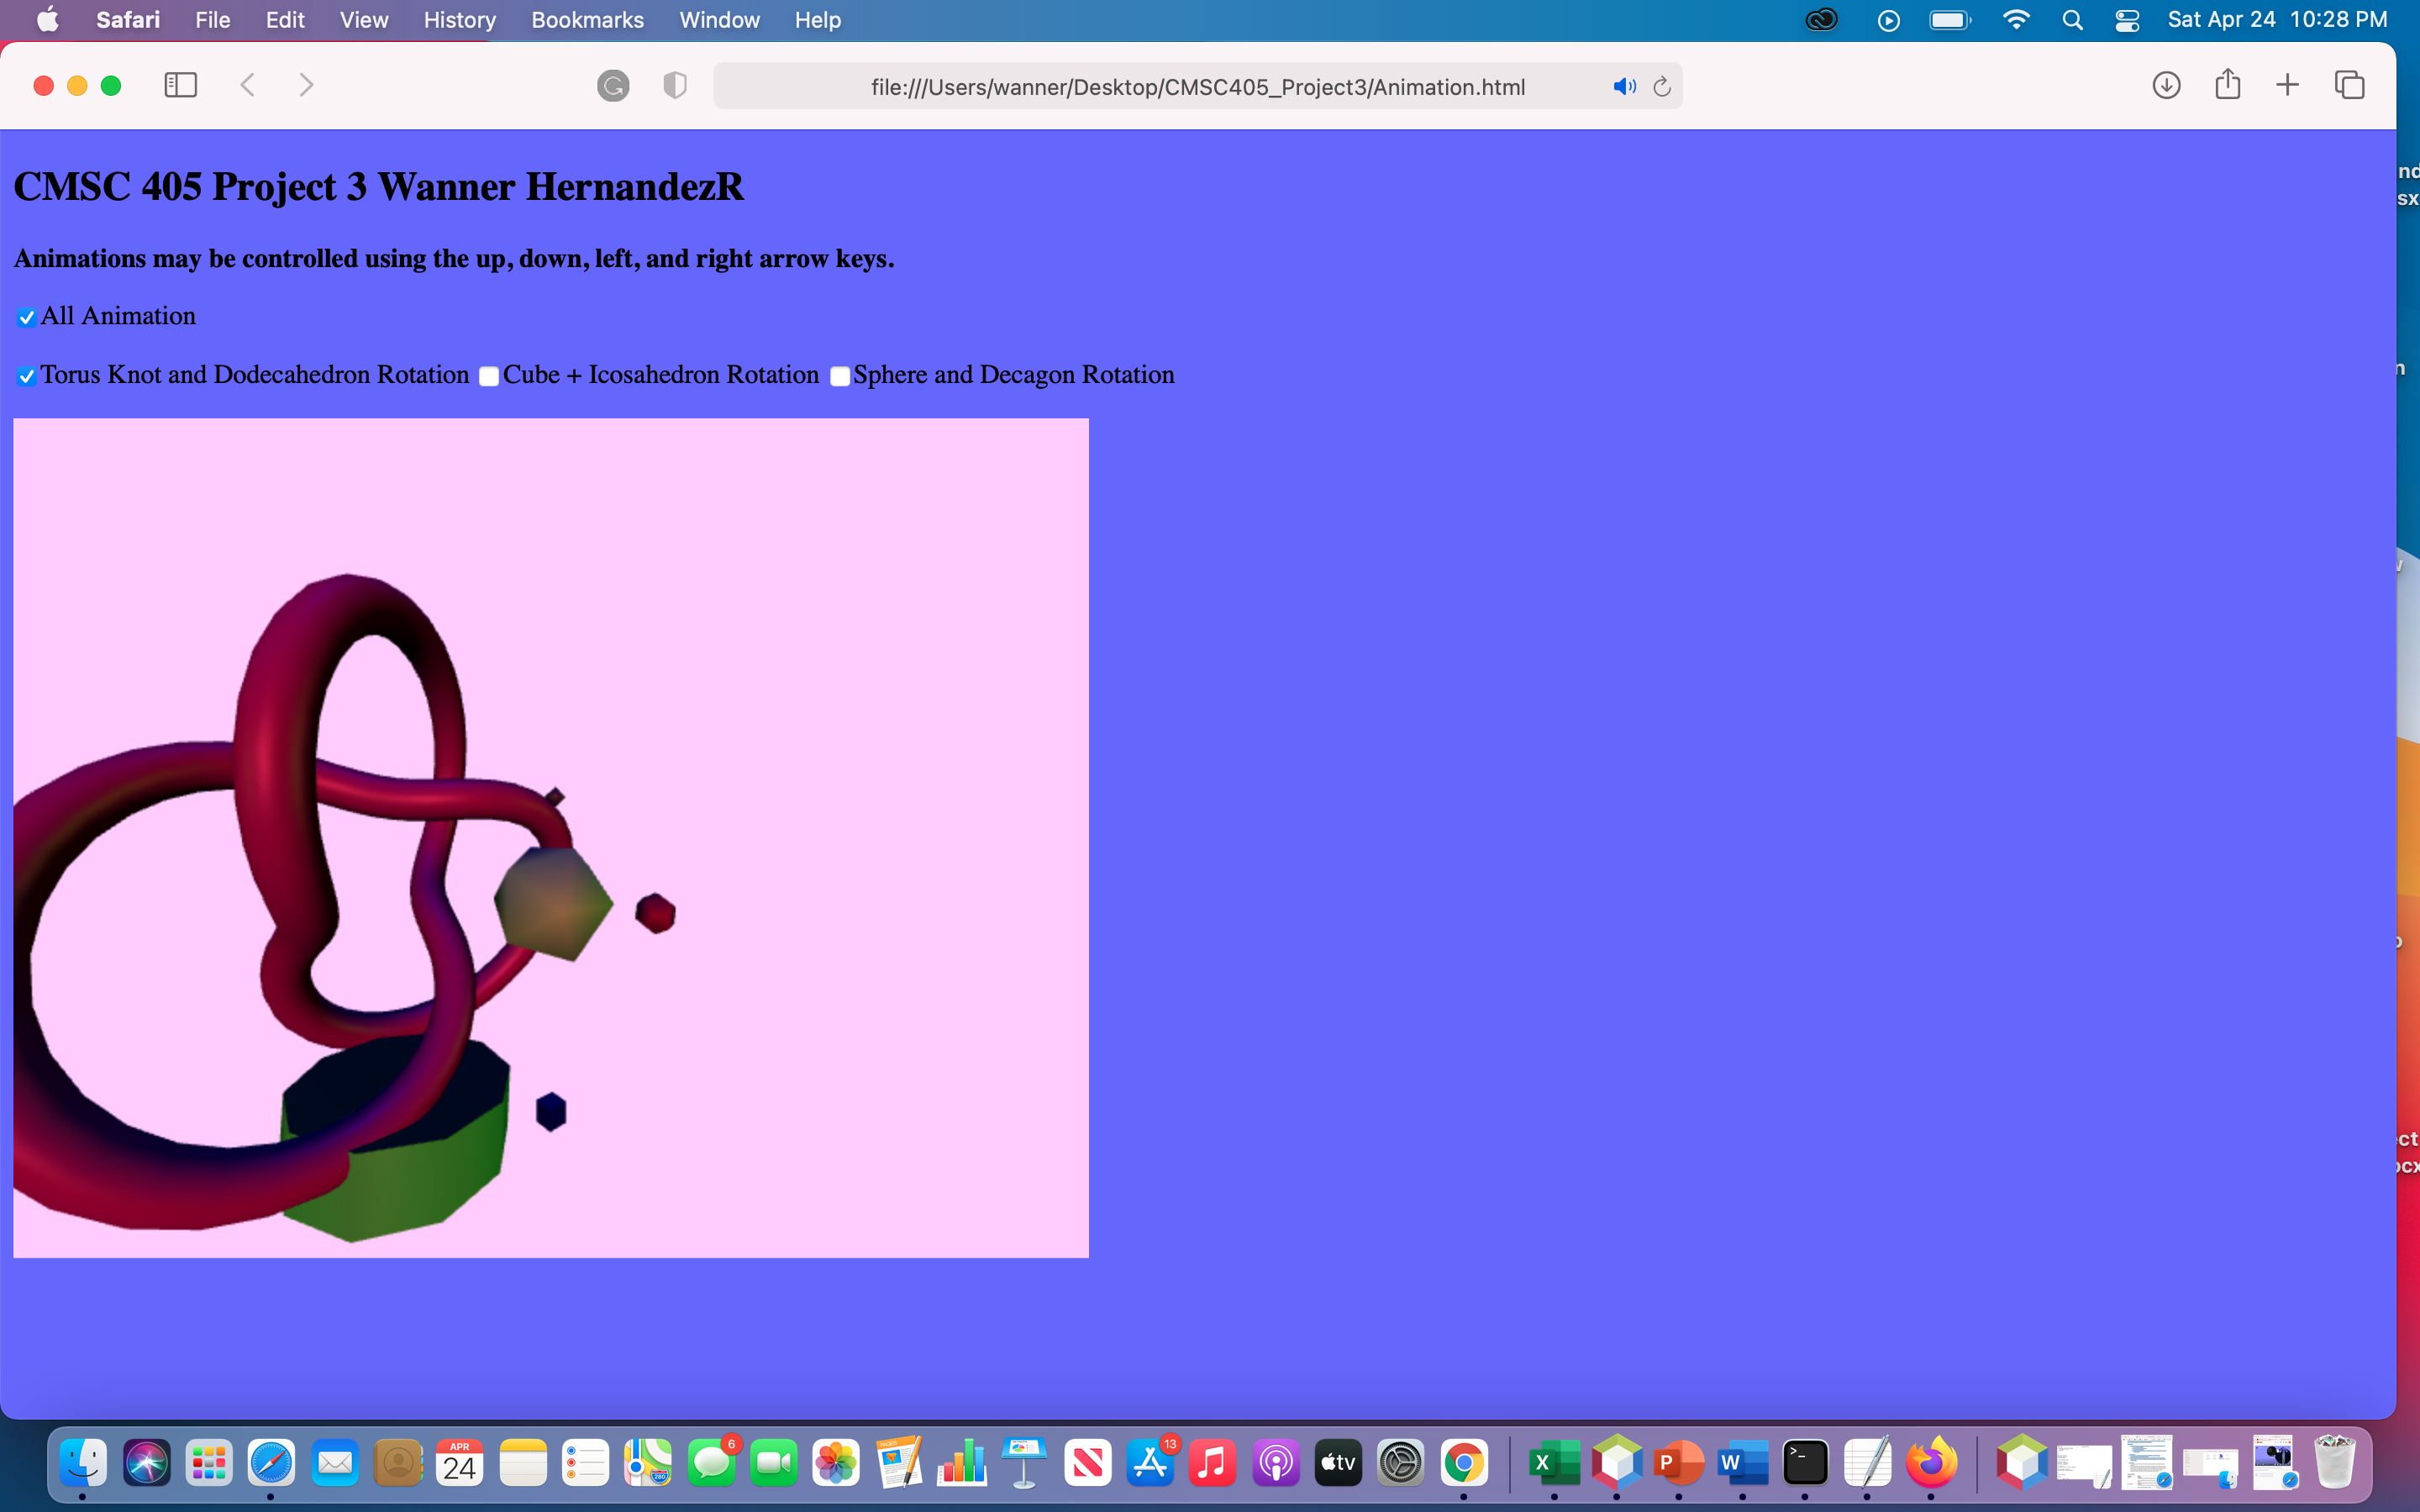 Safari File Edit View History Bookmarks Window Help Sat Apr 24 10:28 PM
file:///Users/wanner/Desktop/CMSC405_Project3/Animation.html
CMSC 405 Project 3 Wanner HernandezR
Animations may be controlled using the up, down, left, and right arrow keys.
All Animation
Torus Knot and Dodecahedron Rotation Cube + Icosahedron Rotation Sphere and Decagon Rotation
APR
24
6
13
tv
X
P
W